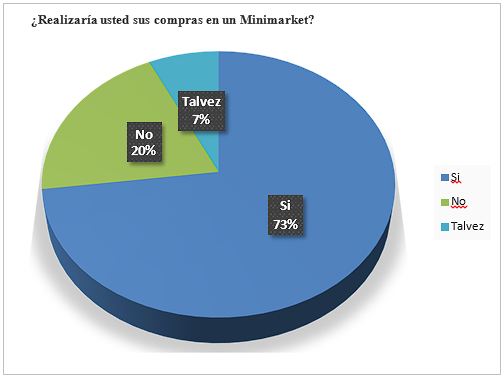 ¿Realizaría usted sus compras en un Minimarket?
Talvez
7%
No
20%
Si
73%
Si
No
Talvez